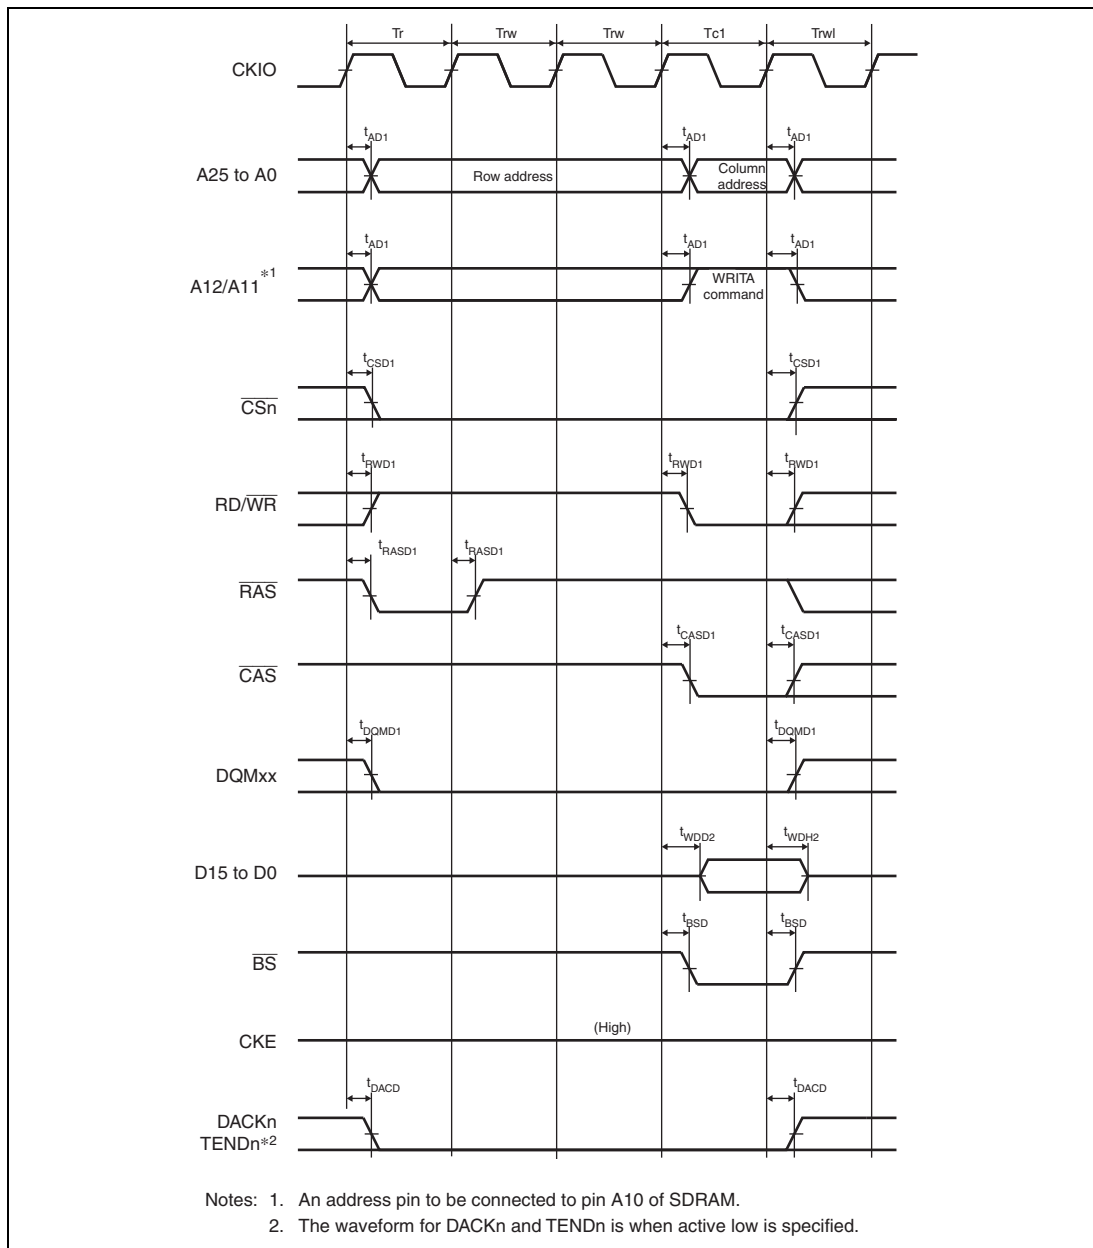 Tr Trw Trw Tc1 Trwl
CKIO
tAD1 tAD1 tAD1
A25 to A0 Row address Column address
tAD1 tAD1 tAD1
A12/A11*1 WRITA command
tCSD1 tCSD1
CSn
tRWD1 tRWD1 tRWD1
RD/WR
tRASD1 tRASD1
RAS
tCASD1 tCASD1
CAS
tDQMD1 tDQMD1
DQMxx
tWDD2 tWDH2
D15 to D0
tBSD tBSD
BS
(High)
CKE
tDACD tDACD
DACKn
TENDn*2
Notes: 1. An address pin to be connected to pin A10 of SDRAM.
2. The waveform for DACKn and TENDn is when active low is specified.